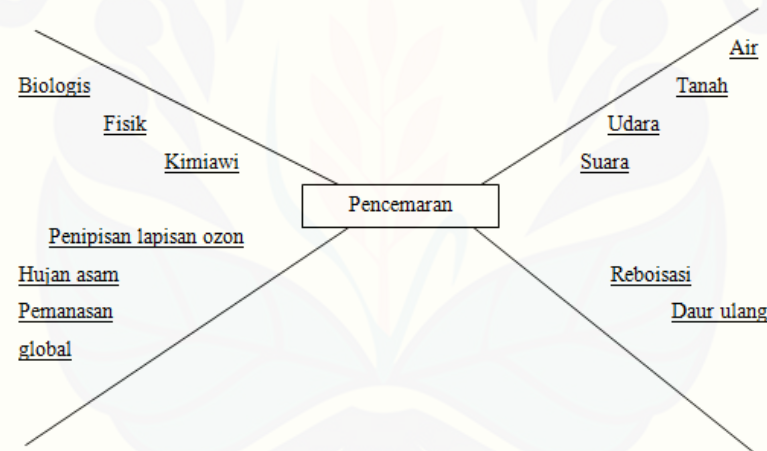 Air
Biologis
Tanah
Fisik
Udara
Kimiawi
Suara
Pencemaran
Penipisan lapisan ozon
Hujan asam
Reboisasi
Pemanasan
Daur ulang
global